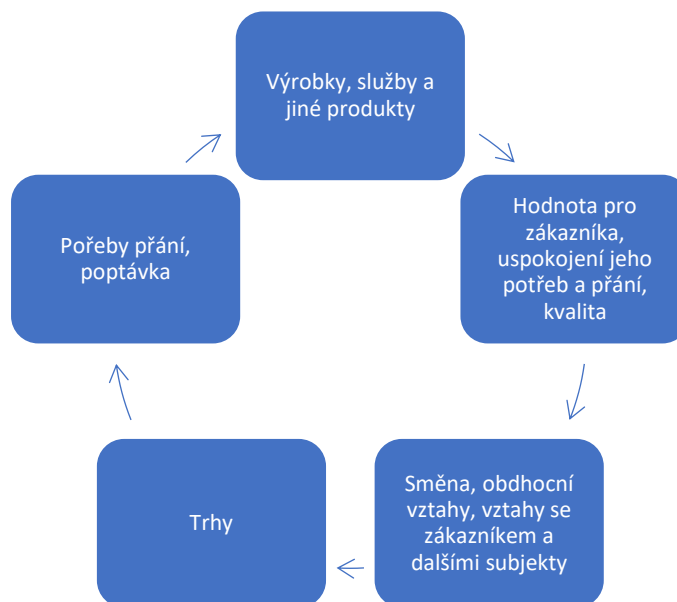 Výrobky, služby a
jiné produkty
Hodnota pro
zákazníka,
uspokojení jeho
potřeb a přání,
kvalita
Směna, obdhocní
vztahy, vztahy se
zákazníkem a
dalšími subjekty
Trhy
Pořeby přání,
poptávka